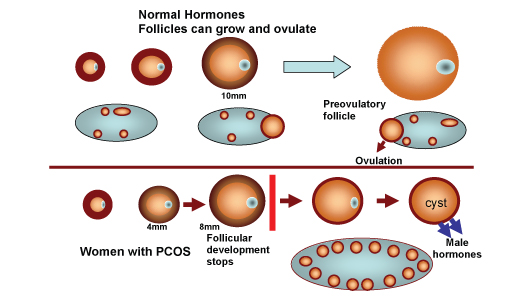 Normal Hormones
Follicles can grow and ovulate
10mm
Preovulatory
follicle
Ovulation
4mm
8mm
cyst
Follicular
development
stops
Women with PCOS
Male
hormones